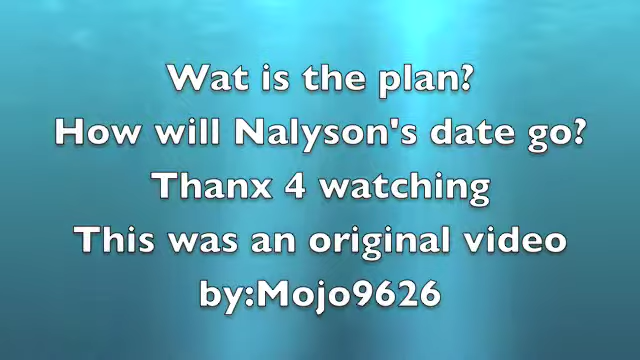 Wat is the plan?
How will Nalyson's date go?
Thanx 4 watching
This was an original video
by:Mojo9626